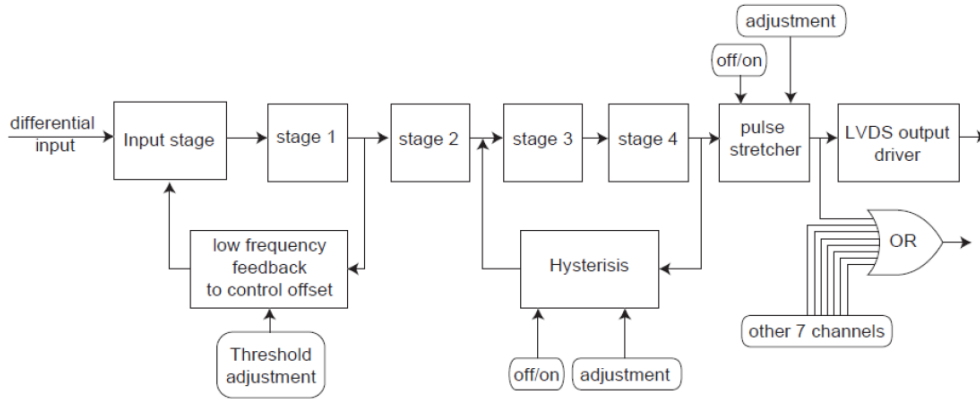 adjustment
off/on
differential
input
Input stage
stage 1
stage 2
stage 3
stage 4
pulse
stretcher
LVDS output
driver
low frequency
feedback
to control offset
Hysterisis
OR
Threshold
adjustment
off/on
adjustment
other 7 channels